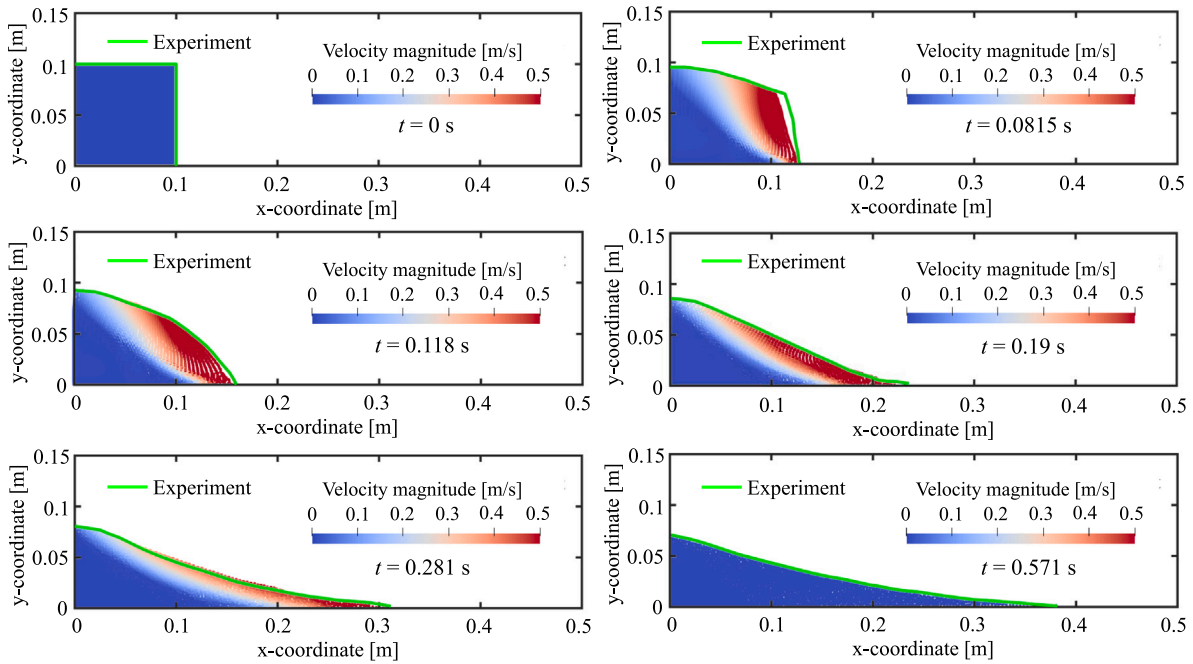 0.15
Experiment
Velocity magnitude [m/s]
0 0.1 0.2 0.3 0.4 0.5
0.1
0.05
0
y-coordinate [m]
t = 0 s
0 0.1 0.2 0.3 0.4 0.5
x-coordinate [m]
0.15
Experiment
Velocity magnitude [m/s]
0 0.1 0.2 0.3 0.4 0.5
0.1
0.05
0
y-coordinate [m]
t = 0.0815 s
0 0.1 0.2 0.3 0.4 0.5
x-coordinate [m]
0.15
Experiment
Velocity magnitude [m/s]
0 0.1 0.2 0.3 0.4 0.5
0.1
0.05
0
y-coordinate [m]
t = 0.118 s
0 0.1 0.2 0.3 0.4 0.5
x-coordinate [m]
0.15
Experiment
Velocity magnitude [m/s]
0 0.1 0.2 0.3 0.4 0.5
0.1
0.05
0
y-coordinate [m]
t = 0.19 s
0 0.1 0.2 0.3 0.4 0.5
x-coordinate [m]
0.15
Experiment
Velocity magnitude [m/s]
0 0.1 0.2 0.3 0.4 0.5
0.1
0.05
0
y-coordinate [m]
t = 0.281 s
0 0.1 0.2 0.3 0.4 0.5
x-coordinate [m]
0.15
Experiment
Velocity magnitude [m/s]
0 0.1 0.2 0.3 0.4 0.5
0.1
0.05
0
y-coordinate [m]
t = 0.571 s
0 0.1 0.2 0.3 0.4 0.5
x-coordinate [m]